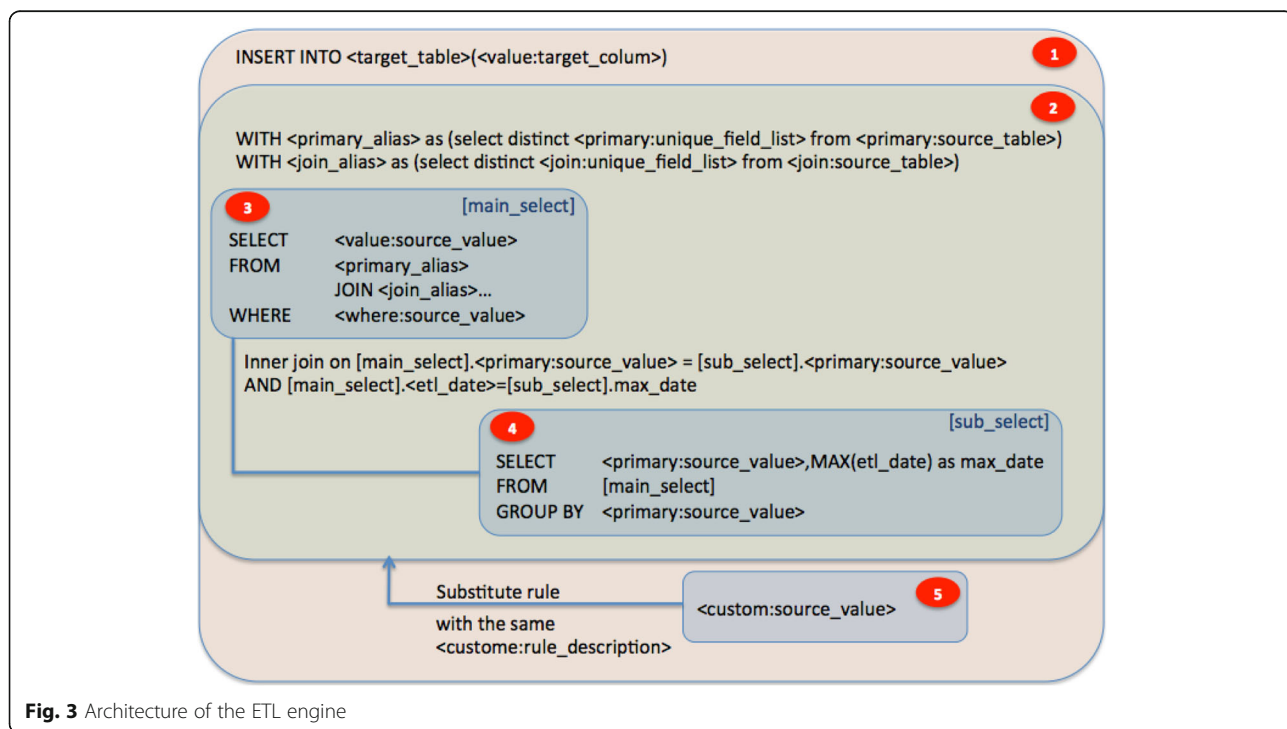 INSERT INTO <target_table>(<value:target_colum>)
1
2
WITH <primary_alias> as (select distinct <primary:unique_field_list> from <primary:source_table>)
WITH <join_alias> as (select distinct <join:unique_field_list> from <join:source_table>)
3
[main_select]
SELECT <value:source_value>
FROM <primary_alias>
JOIN <join_alias>...
WHERE <where:source_value>
Inner join on [main_select].<primary:source_value> = [sub_select].<primary:source_value>
AND [main_select].<etl_date>=[sub_select].max_date
4
[sub_select]
SELECT <primary:source_value>,MAX(etl_date) as max_date
FROM [main_select]
GROUP BY <primary:source_value>
Substitute rule
with the same
<custome:rule_description>
5
<custom:source_value>
Fig. 3 Architecture of the ETL engine